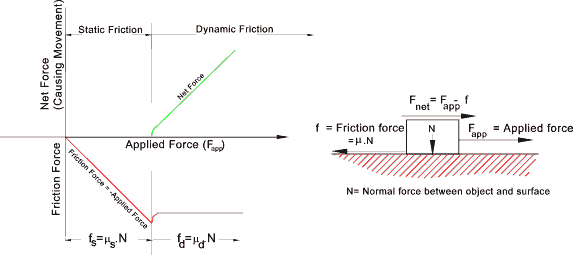 Static Friction
Dynamic Friction
Net Force
(Causing Movement)
Net Force
Applied Force (Fapp)
Friction Force
Friction Force = -Applied Force
fs=μs.N
fd=μd.N
Fnet= Fapp- f
f = Friction force
=μ.N
N
Fapp = Applied force
N= Normal force between object and surface